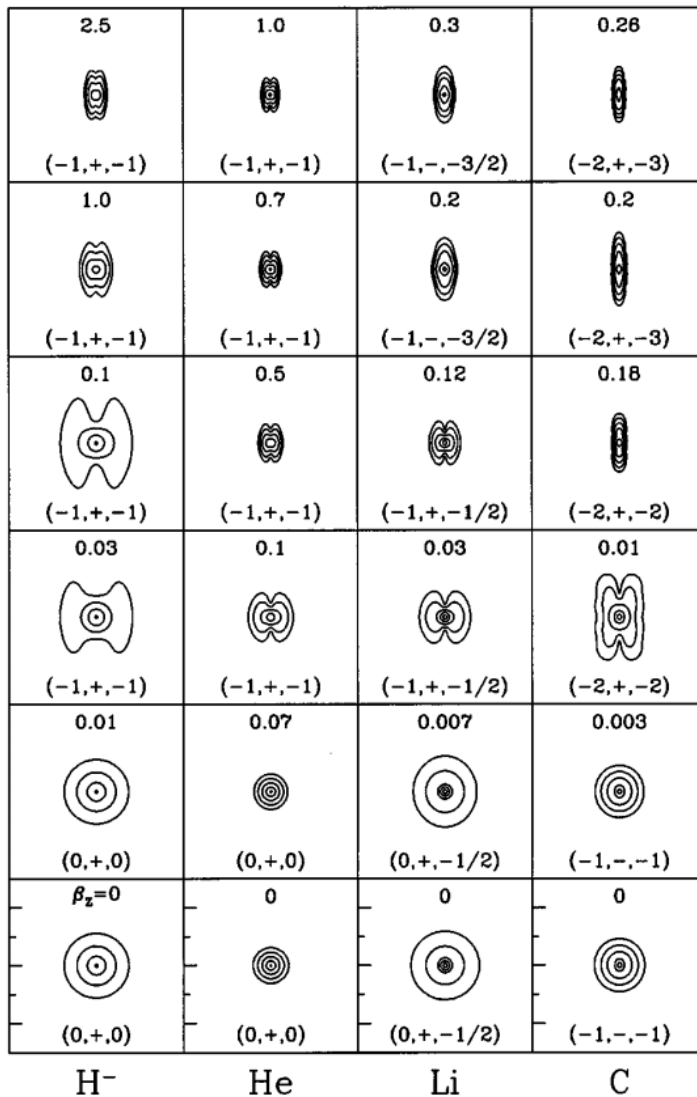 2.5 1.0 0.3 0.26
(−1,+,−1) (−1,+,−1) (−1,−,−3/2) (−2,+,−3)
1.0 0.7 0.2 0.2
(−1,+,−1) (−1,+,−1) (−1,−,−3/2) (−2,+,−3)
0.1 0.5 0.12 0.18
(−1,+,−1) (−1,+,−1) (−1,+,−1/2) (−2,+,−2)
0.03 0.1 0.03 0.01
(−1,+,−1) (−1,+,−1) (−1,+,−1/2) (−2,+,−2)
0.01 0.07 0.007 0.003
(0,+,0) (0,+,0) (0,+,−1/2) (−1,−,−1)
β_z=0 0 0 0
(0,+,0) (0,+,0) (0,+,−1/2) (−1,−,−1)
H⁻ He Li C